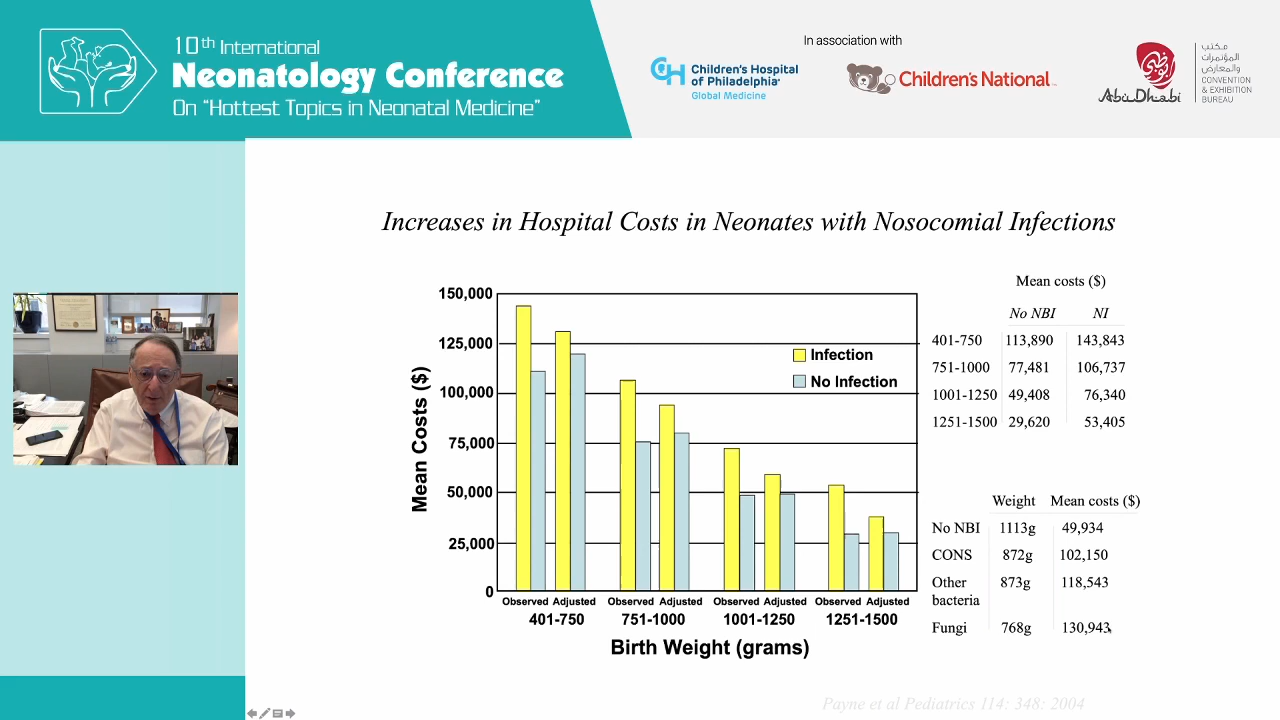 10th International
Neonatology Conference
On "Hottest Topics in Neonatal Medicine"
In association with
Children's Hospital
of Philadelphia
Global Medicine
Children's National
Abu Dhabi
أبوظبي
مكتب
المؤتمرات
والمعارض
CONVENTION
& EXHIBITION
BUREAU
Increases in Hospital Costs in Neonates with Nosocomial Infections
Mean Costs ($)
150,000
125,000
100,000
75,000
50,000
25,000
0
Infection
No Infection
Observed Adjusted Observed Adjusted Observed Adjusted Observed Adjusted
401-750 751-1000 1001-1250 1251-1500
Birth Weight (grams)
Mean costs ($)
No NBI NI
401-750 113,890 143,843
751-1000 77,481 106,737
1001-1250 49,408 76,340
1251-1500 29,620 53,405
Weight Mean costs ($)
No NBI 1113g 49,934
CONS 872g 102,150
Other 873g 118,543
bacteria
Fungi 768g 130,943
Payne et al Pediatrics 114: 348: 2004